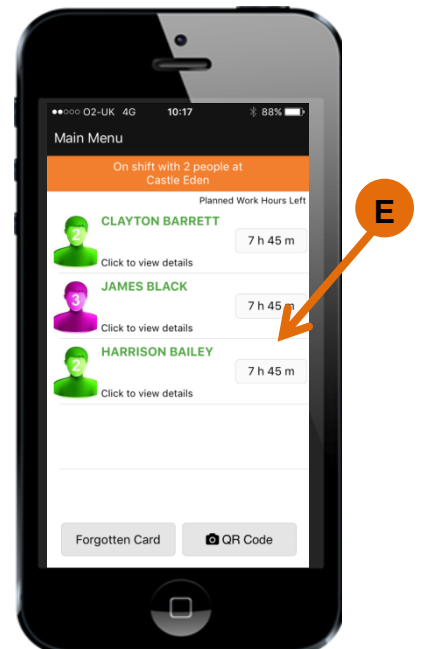 O2-UK 4G 10:17 88%
Main Menu
On shift with 2 people at
Castle Eden
Planned Work Hours Left
CLAYTON BARRETT
2
7 h 45 m
Click to view details
JAMES BLACK
3
7 h 45 m
Click to view details
HARRISON BAILEY
2
7 h 45 m
Click to view details
Forgotten Card
QR Code
E